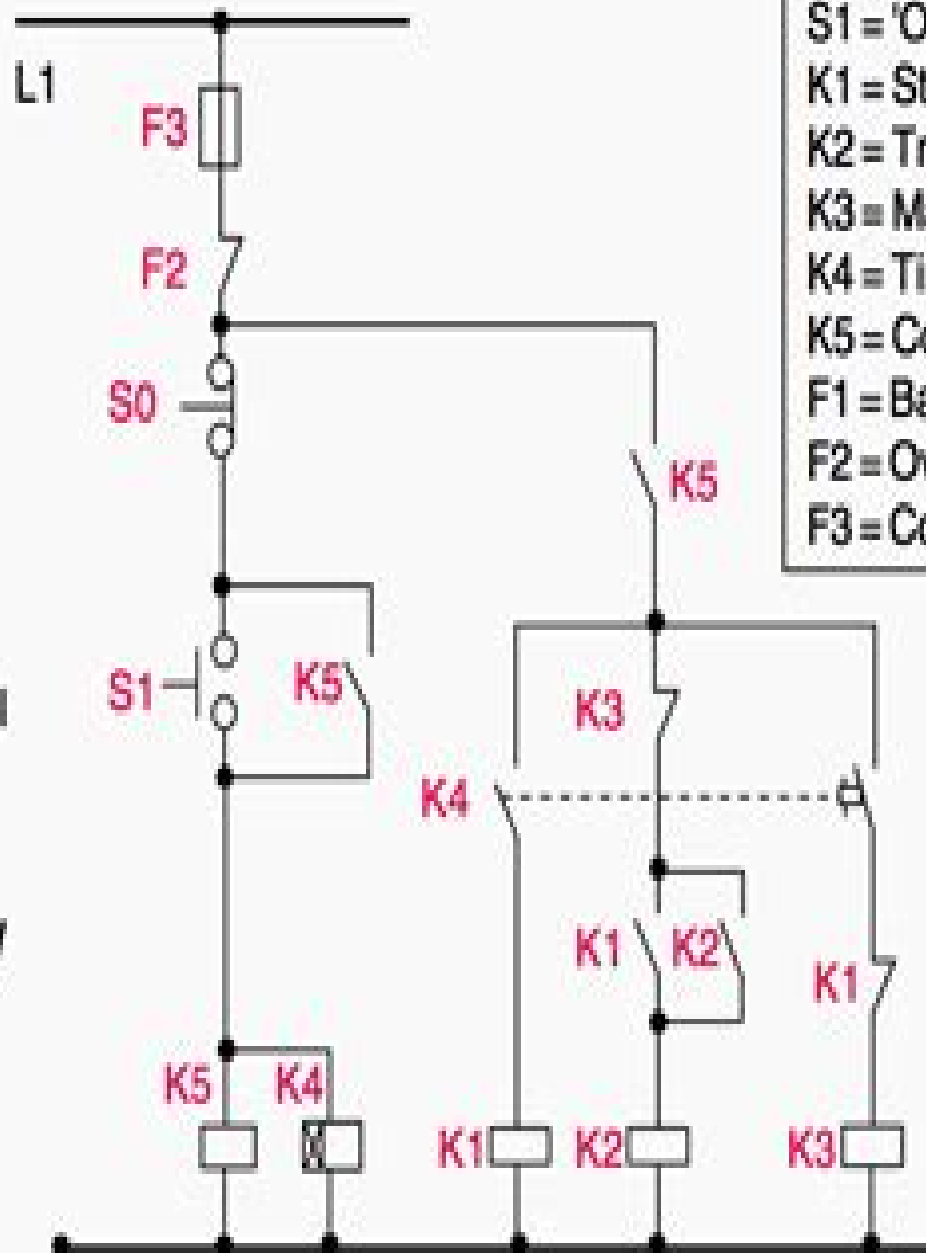 L1
F3
F2
S0
K5
S1
K5
K3
K4
K1
K2
K1
K5
K4
K1
K2
K3
S1 = 'O
K1 = St
K2 = Tr
K3 = Ma
K4 = Ti
K5 = Co
F1 = Ba
F2 = Ov
F3 = Co